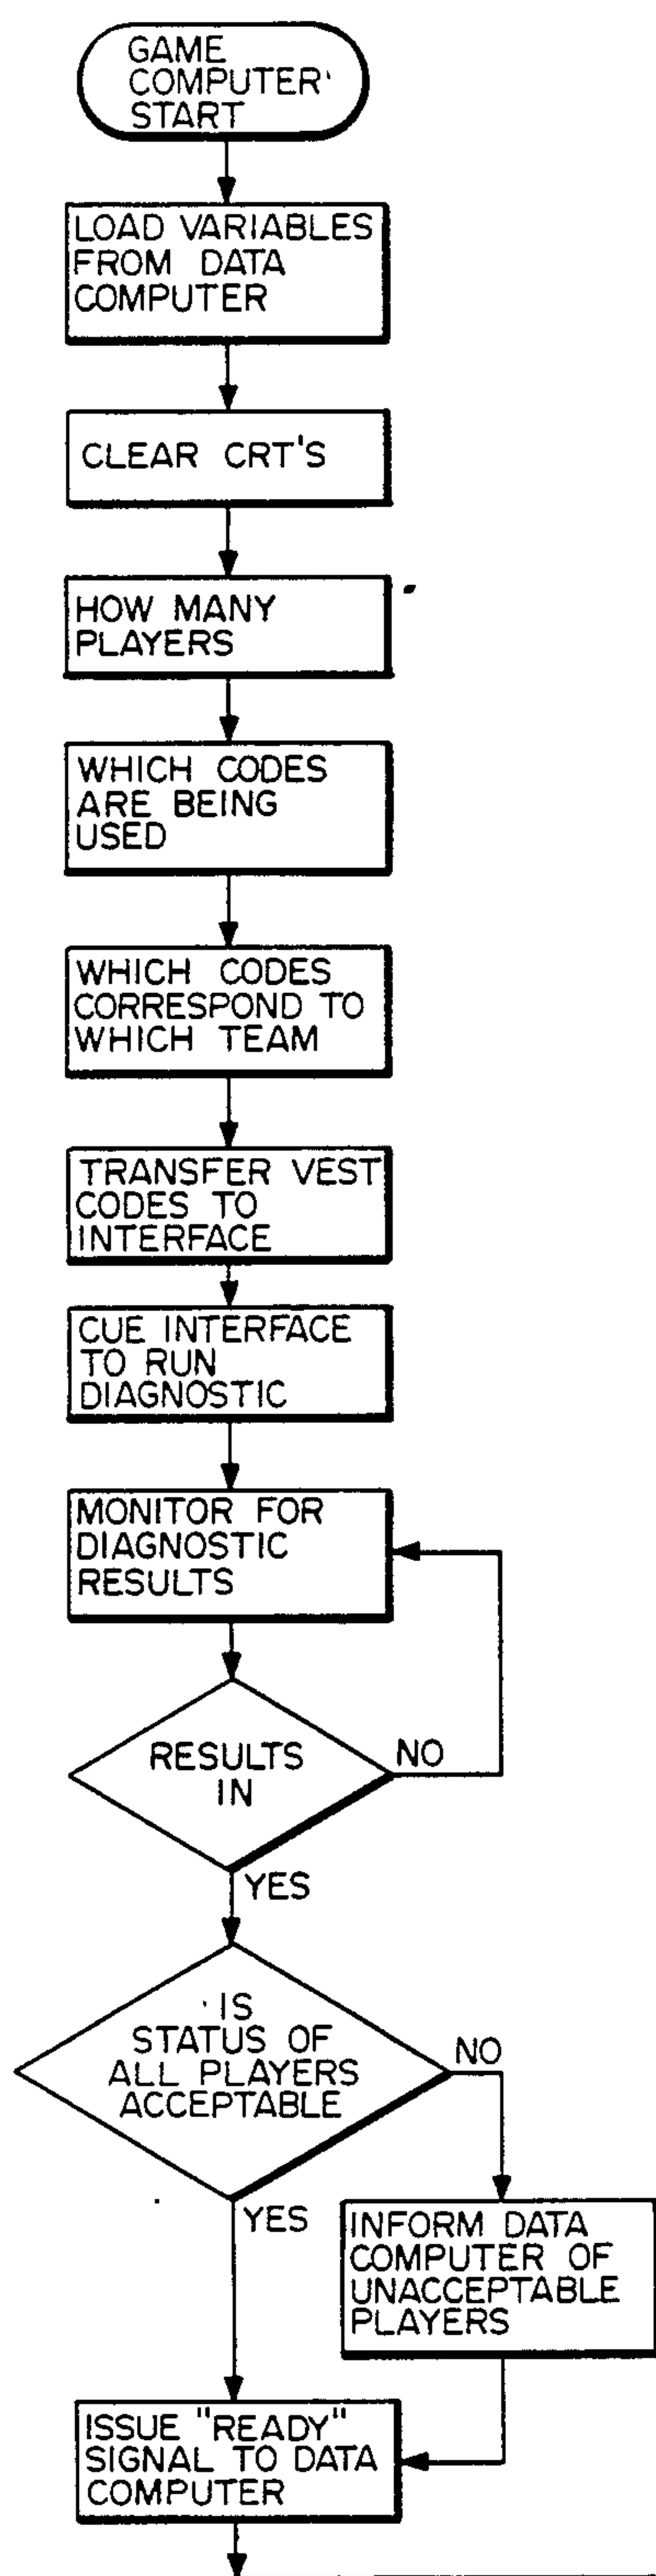 GAME
COMPUTER
START
LOAD VARIABLES
FROM DATA
COMPUTER
CLEAR CRT'S
HOW MANY
PLAYERS
WHICH CODES
ARE BEING
USED
WHICH CODES
CORRESPOND TO
WHICH TEAM
TRANSFER VEST
CODES TO
INTERFACE
CUE INTERFACE
TO RUN
DIAGNOSTIC
MONITOR FOR
DIAGNOSTIC
RESULTS
RESULTS
IN
NO
YES
IS
STATUS OF
ALL PLAYERS
ACCEPTABLE
NO
YES
INFORM DATA
COMPUTER OF
UNACCEPTABLE
PLAYERS
ISSUE "READY"
SIGNAL TO DATA
COMPUTER